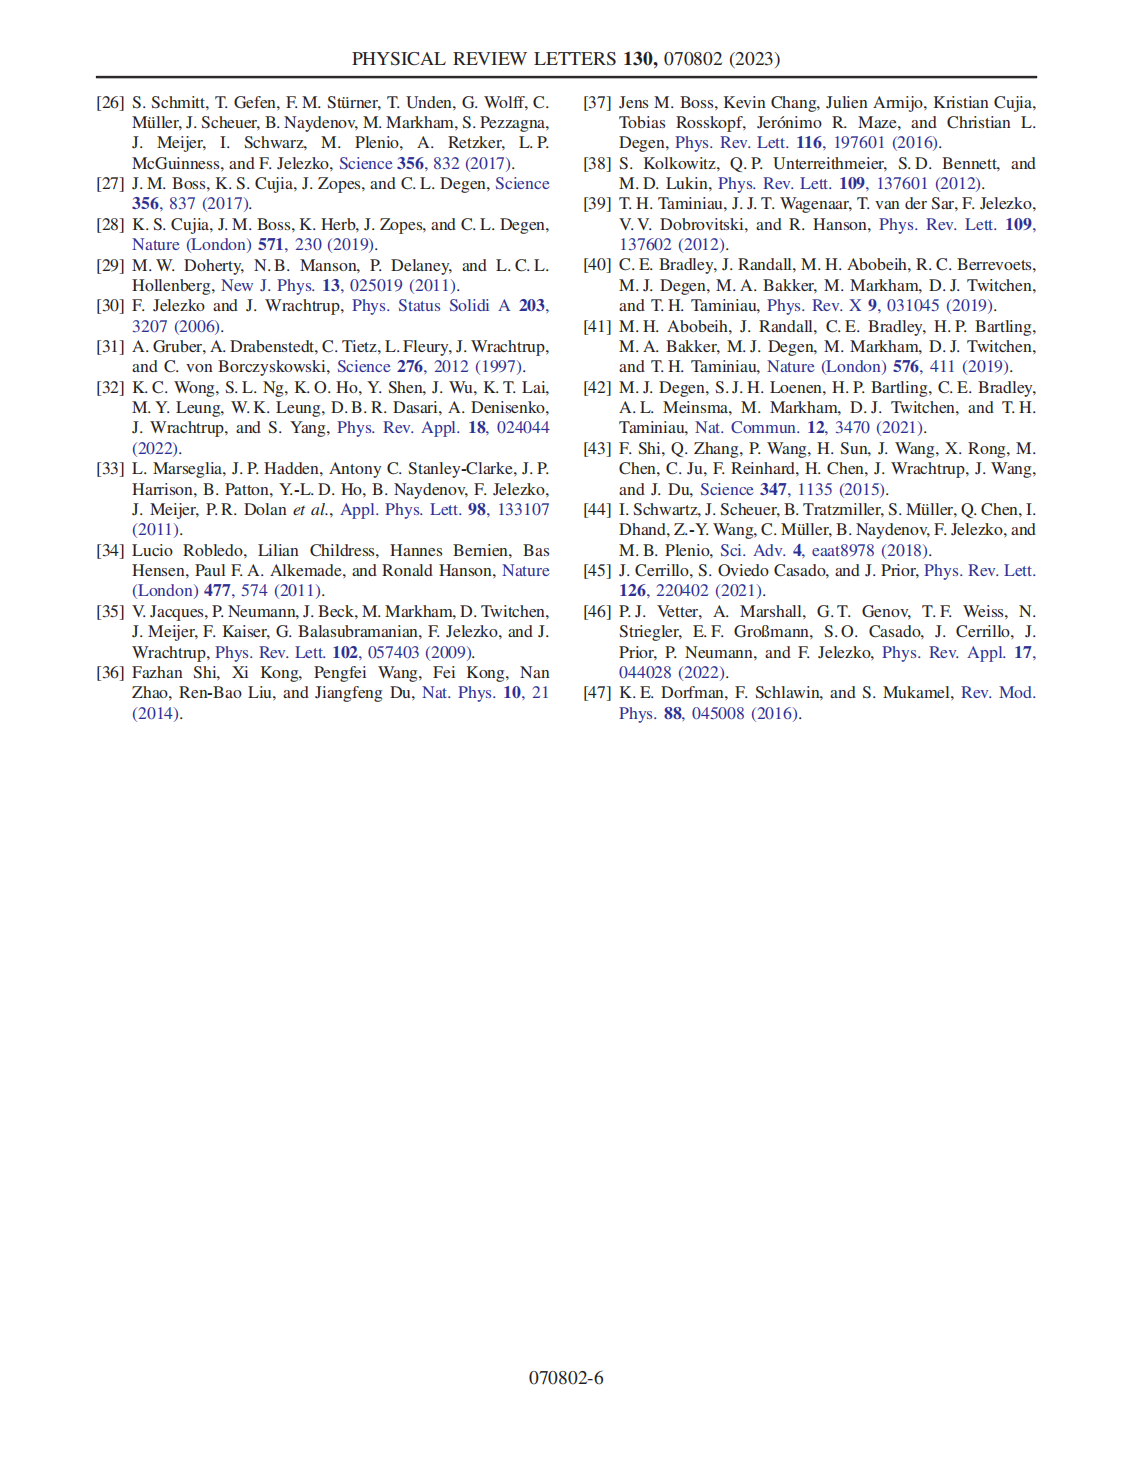 PHYSICAL REVIEW LETTERS 130, 070802 (2023)
[26] S. Schmitt, T. Gefen, F. M. Stürner, T. Unden, G. Wolff, C.
Müller, J. Scheuer, B. Naydenov, M. Markham, S. Pezzagna,
J. Meijer, I. Schwarz, M. Plenio, A. Retzker, L. P.
McGuinness, and F. Jelezko, Science 356, 832 (2017).
[27] J. M. Boss, K. S. Cujia, J. Zopes, and C. L. Degen, Science
356, 837 (2017).
[28] K. S. Cujia, J. M. Boss, K. Herb, J. Zopes, and C. L. Degen,
Nature (London) 571, 230 (2019).
[29] M. W. Doherty, N. B. Manson, P. Delaney, and L. C. L.
Hollenberg, New J. Phys. 13, 025019 (2011).
[30] F. Jelezko and J. Wrachtrup, Phys. Status Solidi A 203,
3207 (2006).
[31] A. Gruber, A. Drabenstedt, C. Tietz, L. Fleury, J. Wrachtrup,
and C. von Borczyskowski, Science 276, 2012 (1997).
[32] K. C. Wong, S. L. Ng, K. O. Ho, Y. Shen, J. Wu, K. T. Lai,
M. Y. Leung, W. K. Leung, D. B. R. Dasari, A. Denisenko,
J. Wrachtrup, and S. Yang, Phys. Rev. Appl. 18, 024044
(2022).
[33] L. Marseglia, J. P. Hadden, Antony C. Stanley-Clarke, J. P.
Harrison, B. Patton, Y.-L. D. Ho, B. Naydenov, F. Jelezko,
J. Meijer, P. R. Dolan et al., Appl. Phys. Lett. 98, 133107
(2011).
[34] Lucio Robledo, Lilian Childress, Hannes Bernien, Bas
Hensen, Paul F. A. Alkemade, and Ronald Hanson, Nature
(London) 477, 574 (2011).
[35] V. Jacques, P. Neumann, J. Beck, M. Markham, D. Twitchen,
J. Meijer, F. Kaiser, G. Balasubramanian, F. Jelezko, and J.
Wrachtrup, Phys. Rev. Lett. 102, 057403 (2009).
[36] Fazhan Shi, Xi Kong, Pengfei Wang, Fei Kong, Nan
Zhao, Ren-Bao Liu, and Jiangfeng Du, Nat. Phys. 10, 21
(2014).
[37] Jens M. Boss, Kevin Chang, Julien Armijo, Kristian Cujia,
Tobias Rosskopf, Jerónimo R. Maze, and Christian L.
Degen, Phys. Rev. Lett. 116, 197601 (2016).
[38] S. Kolkowitz, Q. P. Unterreithmeier, S. D. Bennett, and
M. D. Lukin, Phys. Rev. Lett. 109, 137601 (2012).
[39] T. H. Taminiau, J. J. T. Wagenaar, T. van der Sar, F. Jelezko,
V. V. Dobrovitski, and R. Hanson, Phys. Rev. Lett. 109,
137602 (2012).
[40] C. E. Bradley, J. Randall, M. H. Abobeih, R. C. Berrevoets,
M. J. Degen, M. A. Bakker, M. Markham, D. J. Twitchen,
and T. H. Taminiau, Phys. Rev. X 9, 031045 (2019).
[41] M. H. Abobeih, J. Randall, C. E. Bradley, H. P. Bartling,
M. A. Bakker, M. J. Degen, M. Markham, D. J. Twitchen,
and T. H. Taminiau, Nature (London) 576, 411 (2019).
[42] M. J. Degen, S. J. H. Loenen, H. P. Bartling, C. E. Bradley,
A. L. Meinsma, M. Markham, D. J. Twitchen, and T. H.
Taminiau, Nat. Commun. 12, 3470 (2021).
[43] F. Shi, Q. Zhang, P. Wang, H. Sun, J. Wang, X. Rong, M.
Chen, C. Ju, F. Reinhard, H. Chen, J. Wrachtrup, J. Wang,
and J. Du, Science 347, 1135 (2015).
[44] I. Schwartz, J. Scheuer, B. Tratzmiller, S. Müller, Q. Chen, I.
Dhand, Z.-Y. Wang, C. Müller, B. Naydenov, F. Jelezko, and
M. B. Plenio, Sci. Adv. 4, eaat8978 (2018).
[45] J. Cerrillo, S. Oviedo Casado, and J. Prior, Phys. Rev. Lett.
126, 220402 (2021).
[46] P. J. Vetter, A. Marshall, G. T. Genov, T. F. Weiss, N.
Striegler, E. F. Großmann, S. O. Casado, J. Cerrillo, J.
Prior, P. Neumann, and F. Jelezko, Phys. Rev. Appl. 17,
044028 (2022).
[47] K. E. Dorfman, F. Schlawin, and S. Mukamel, Rev. Mod.
Phys. 88, 045008 (2016).
070802-6